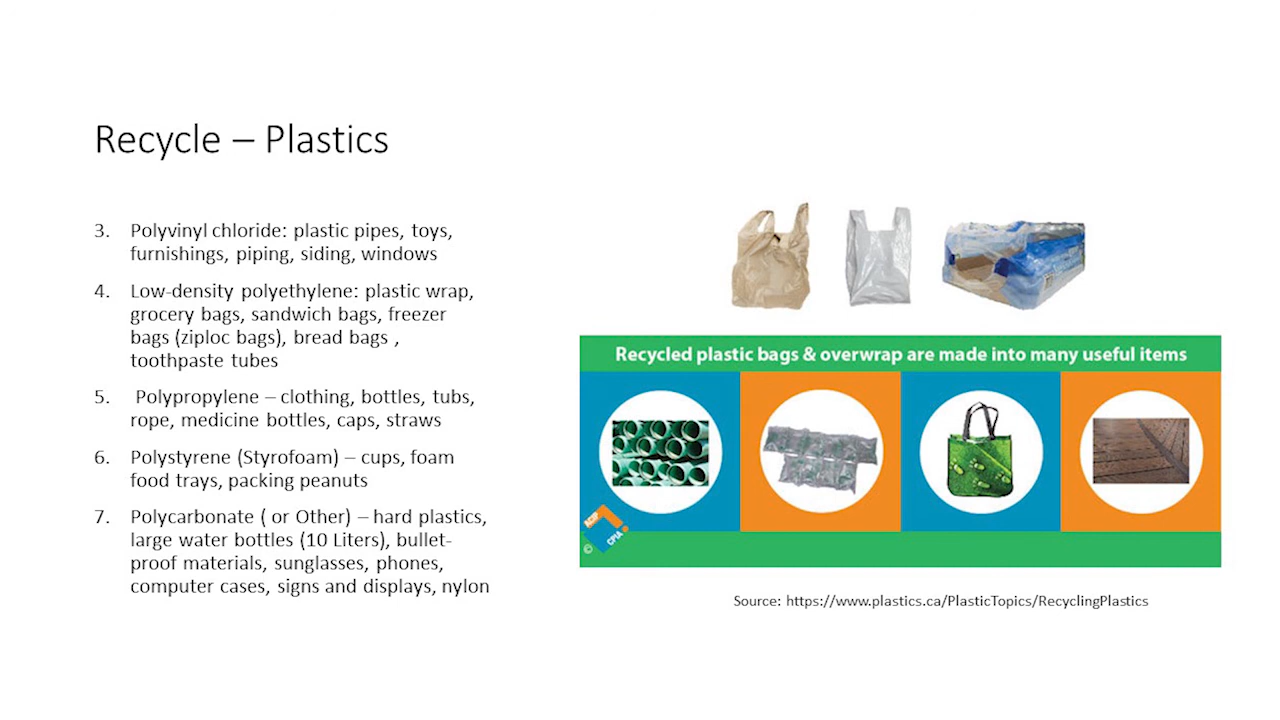 Recycle – Plastics
3. Polyvinyl chloride: plastic pipes, toys,
furnishings, piping, siding, windows
4. Low-density polyethylene: plastic wrap,
grocery bags, sandwich bags, freezer
bags (ziploc bags), bread bags ,
toothpaste tubes
5. Polypropylene – clothing, bottles, tubs,
rope, medicine bottles, caps, straws
6. Polystyrene (Styrofoam) – cups, foam
food trays, packing peanuts
7. Polycarbonate ( or Other) – hard plastics,
large water bottles (10 Liters), bullet-
proof materials, sunglasses, phones,
computer cases, signs and displays, nylon
Recycled plastic bags & overwrap are made into many useful items
ACIP
CPIA
©
Source: https://www.plastics.ca/PlasticTopics/RecyclingPlastics